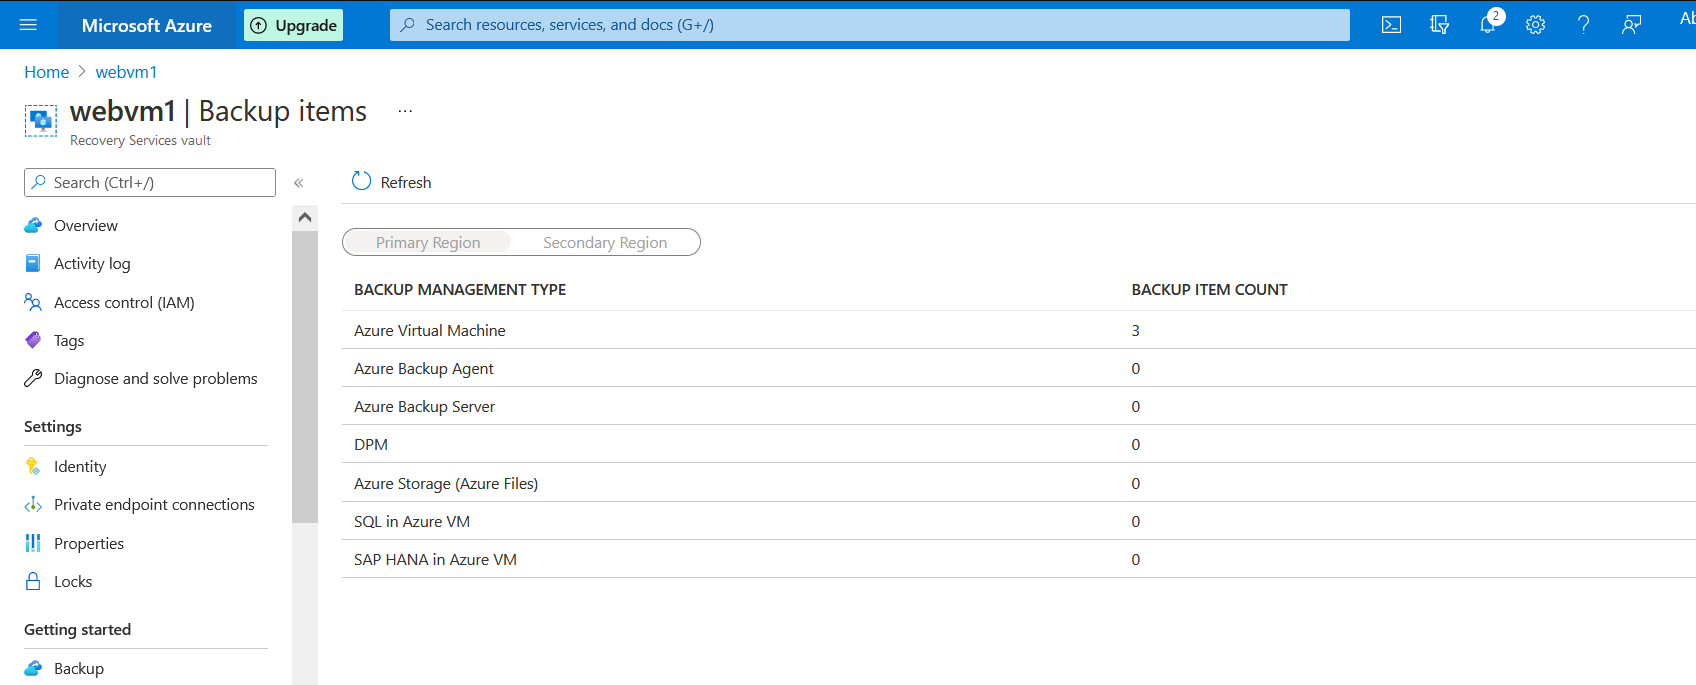 Microsoft Azure
Upgrade
Search resources, services, and docs (G+/)
2
Ab
Home > webvm1
webvm1 | Backup items ...
Recovery Services vault
Search (Ctrl+/) «
Refresh
Overview
Activity log
Access control (IAM)
Tags
Diagnose and solve problems
Settings
Identity
Private endpoint connections
Properties
Locks
Getting started
Backup
Primary Region Secondary Region
BACKUP MANAGEMENT TYPE BACKUP ITEM COUNT
Azure Virtual Machine 3
Azure Backup Agent 0
Azure Backup Server 0
DPM 0
Azure Storage (Azure Files) 0
SQL in Azure VM 0
SAP HANA in Azure VM 0